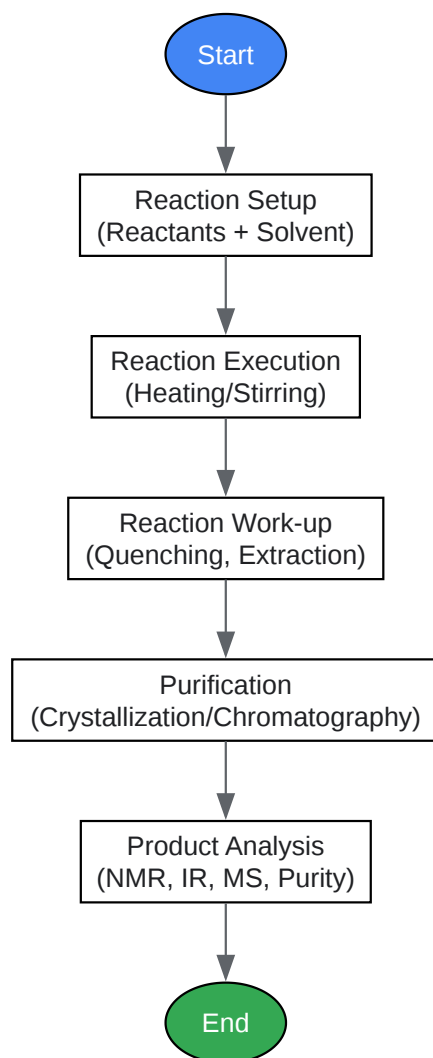 Start
Reaction Setup
(Reactants + Solvent)
Reaction Execution
(Heating/Stirring)
Reaction Work-up
(Quenching, Extraction)
Purification
(Crystallization/Chromatography)
Product Analysis
(NMR, IR, MS, Purity)
End